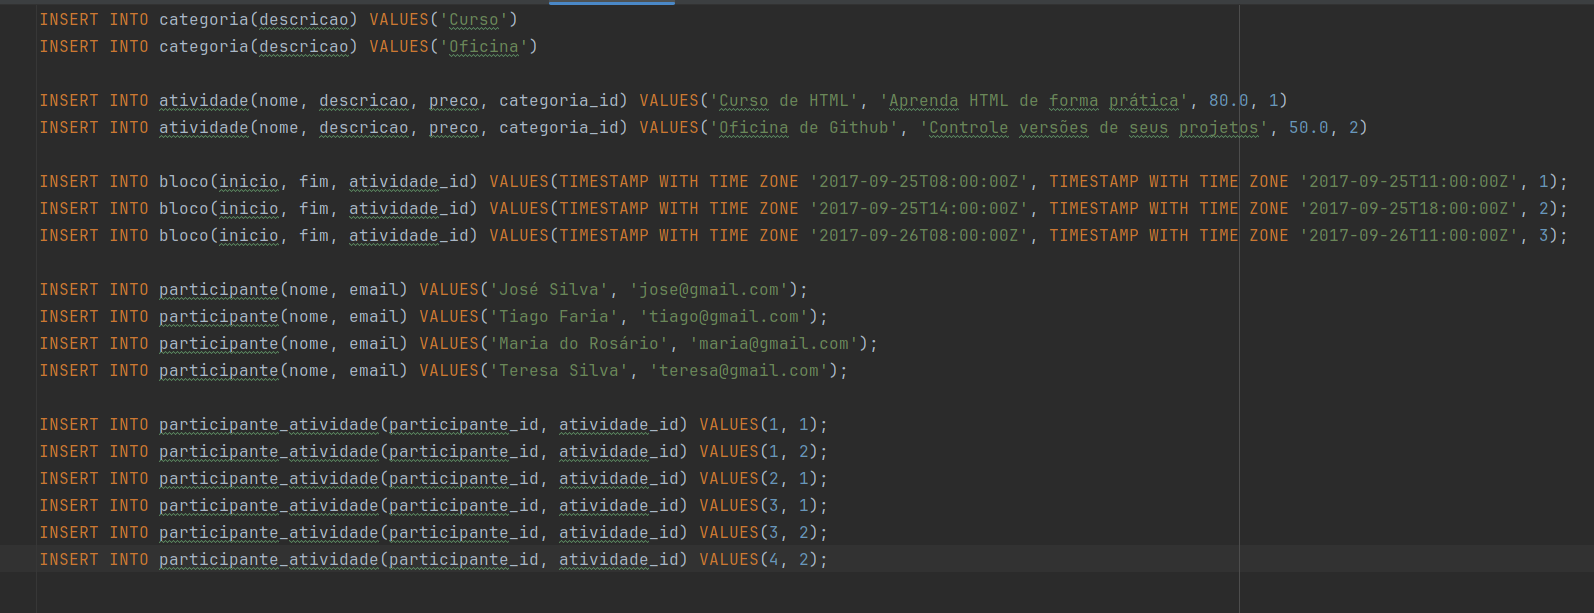 INSERT INTO categoria(descricao) VALUES('Curso')
INSERT INTO categoria(descricao) VALUES('Oficina')
INSERT INTO atividade(nome, descricao, preco, categoria_id) VALUES('Curso de HTML', 'Aprenda HTML de forma prática', 80.0, 1)
INSERT INTO atividade(nome, descricao, preco, categoria_id) VALUES('Oficina de Github', 'Controle versões de seus projetos', 50.0, 2)
INSERT INTO bloco(inicio, fim, atividade_id) VALUES(TIMESTAMP WITH TIME ZONE '2017-09-25T08:00:00Z', TIMESTAMP WITH TIME ZONE '2017-09-25T11:00:00Z', 1);
INSERT INTO bloco(inicio, fim, atividade_id) VALUES(TIMESTAMP WITH TIME ZONE '2017-09-25T14:00:00Z', TIMESTAMP WITH TIME ZONE '2017-09-25T18:00:00Z', 2);
INSERT INTO bloco(inicio, fim, atividade_id) VALUES(TIMESTAMP WITH TIME ZONE '2017-09-26T08:00:00Z', TIMESTAMP WITH TIME ZONE '2017-09-26T11:00:00Z', 3);
INSERT INTO participante(nome, email) VALUES('José Silva', 'jose@gmail.com');
INSERT INTO participante(nome, email) VALUES('Tiago Faria', 'tiago@gmail.com');
INSERT INTO participante(nome, email) VALUES('Maria do Rosário', 'maria@gmail.com');
INSERT INTO participante(nome, email) VALUES('Teresa Silva', 'teresa@gmail.com');
INSERT INTO participante_atividade(participante_id, atividade_id) VALUES(1, 1);
INSERT INTO participante_atividade(participante_id, atividade_id) VALUES(1, 2);
INSERT INTO participante_atividade(participante_id, atividade_id) VALUES(2, 1);
INSERT INTO participante_atividade(participante_id, atividade_id) VALUES(3, 1);
INSERT INTO participante_atividade(participante_id, atividade_id) VALUES(3, 2);
INSERT INTO participante_atividade(participante_id, atividade_id) VALUES(4, 2);